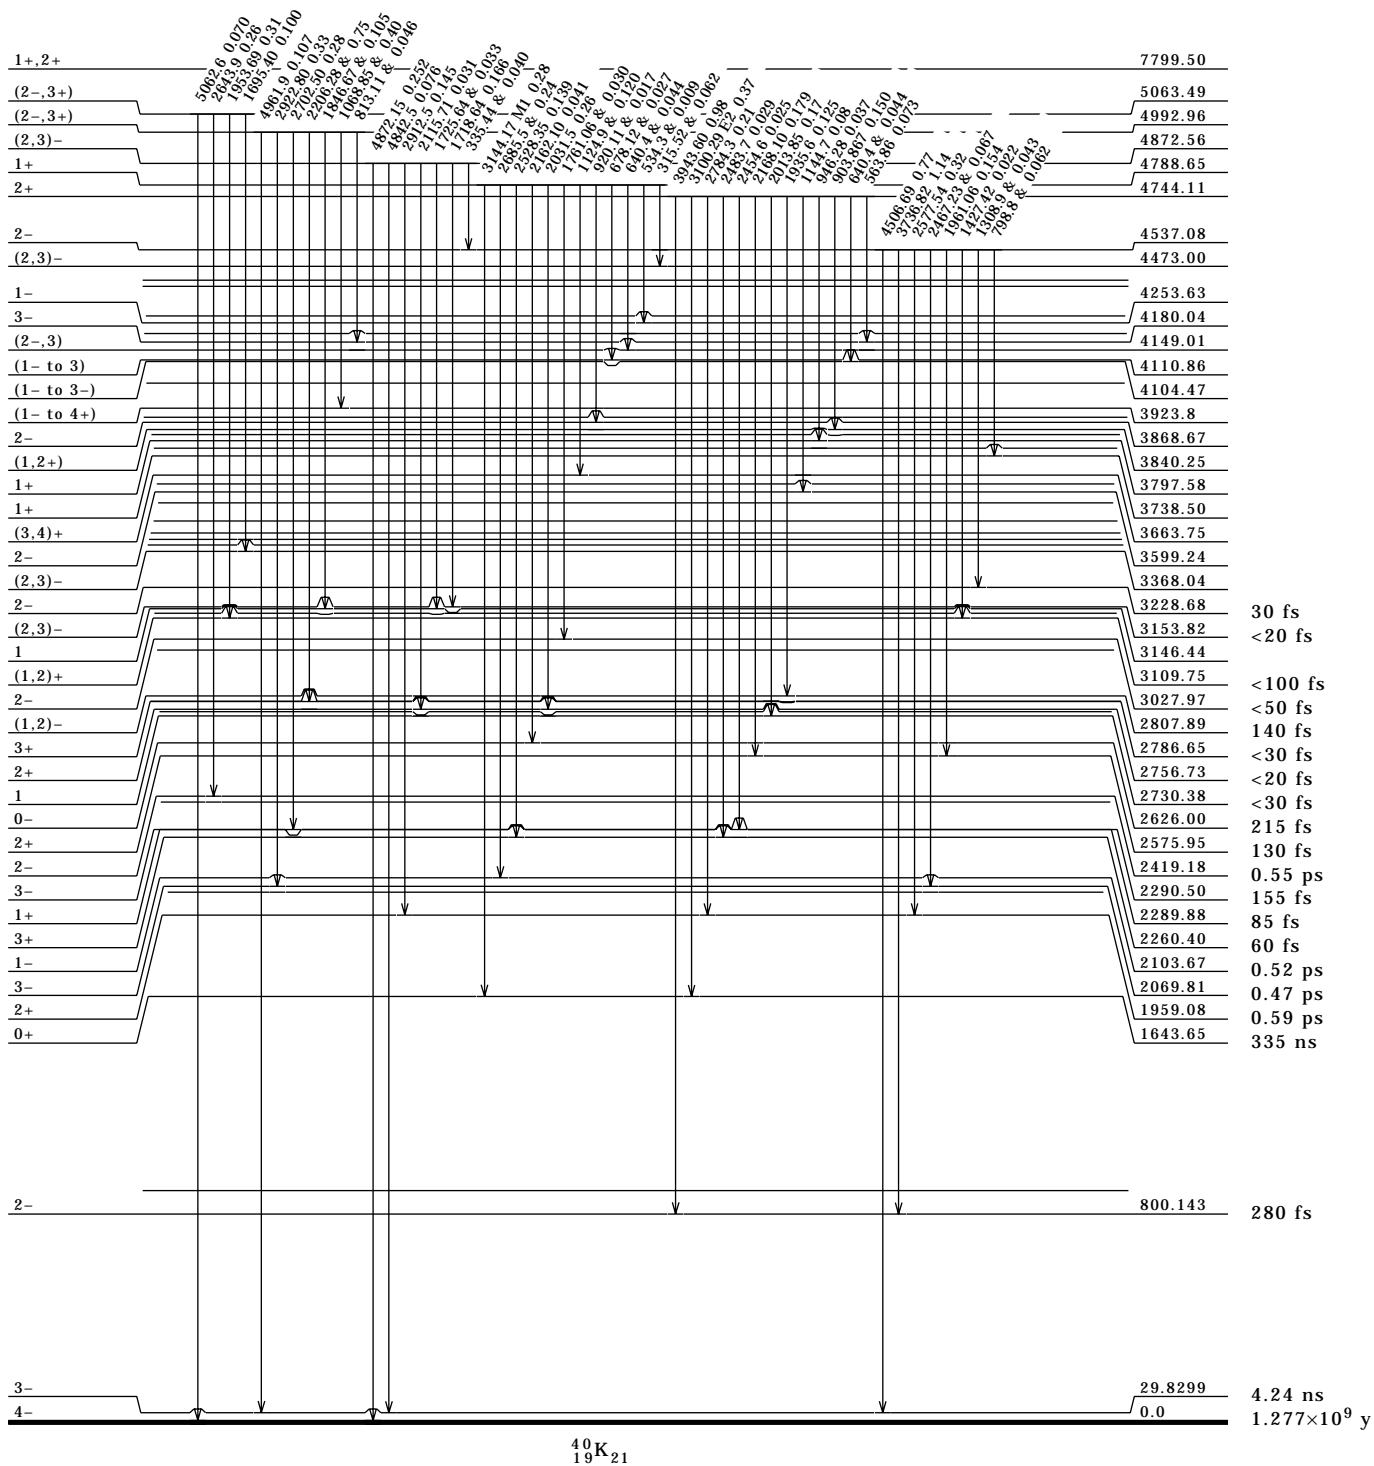 5062.6 0.070
2643.9 0.26
1953.69 0.31
1695.40 0.100
4961.9 0.107
2922.80 0.33
2702.50 0.28
2206.28 & 0.75
1846.67 & 0.105
1068.85 & 0.40
813.11 & 0.046
4872.15 0.252
4842.5 0.076
2912.5 0.145
2115.71 0.031
1725.64 & 0.033
1718.64 0.166
335.44 & 0.040
3144.17 M1 0.28
2685.5 & 0.24
2528.35 0.139
2162.10 0.041
2031.5 0.26
1761.06 & 0.030
1124.9 & 0.120
920.11 & 0.017
678.12 & 0.027
640.4 & 0.044
534.3 & 0.009
315.52 & 0.062
3943.60 0.98
3100.29 E2 0.37
2784.3 0.21
2483.7 0.029
2454.6 0.025
2168.10 0.179
2013.85 0.17
1935.6 0.125
1144.7 0.08
946.28 0.037
903.867 0.150
640.4 & 0.044
563.86 0.073
4506.69 0.77
3736.82 1.14
2577.54 0.32
2467.23 & 0.067
1961.06 0.154
1427.42 0.022
1308.9 & 0.043
798.8 & 0.062
1+,2+ 7799.50
(2−,3+) 5063.49
(2−,3+) 4992.96
(2,3)− 4872.56
1+ 4788.65
2+ 4744.11
2− 4537.08
(2,3)− 4473.00
1− 4253.63
3− 4180.04
(2−,3) 4149.01
(1− to 3) 4110.86
(1− to 3−) 4104.47
(1− to 4+) 3923.8
2− 3868.67
(1,2+) 3840.25
1+ 3797.58
1+ 3738.50
(3,4)+ 3663.75
2− 3599.24
(2,3)− 3368.04
2− 3228.68 30 fs
(2,3)− 3153.82 <20 fs
1 3146.44
(1,2)+ 3109.75 <100 fs
2− 3027.97 <50 fs
(1,2)− 2807.89 140 fs
3+ 2786.65 <30 fs
2+ 2756.73 <20 fs
1 2730.38 <30 fs
0− 2626.00 215 fs
2+ 2575.95 130 fs
2− 2419.18 0.55 ps
3− 2290.50 155 fs
1+ 2289.88 85 fs
3+ 2260.40 60 fs
1− 2103.67 0.52 ps
3− 2069.81 0.47 ps
2+ 1959.08 0.59 ps
0+ 1643.65 335 ns
2− 800.143 280 fs
3− 29.8299 4.24 ns
4− 0.0 1.277×10⁹ y
⁴⁰₁₉K₂₁